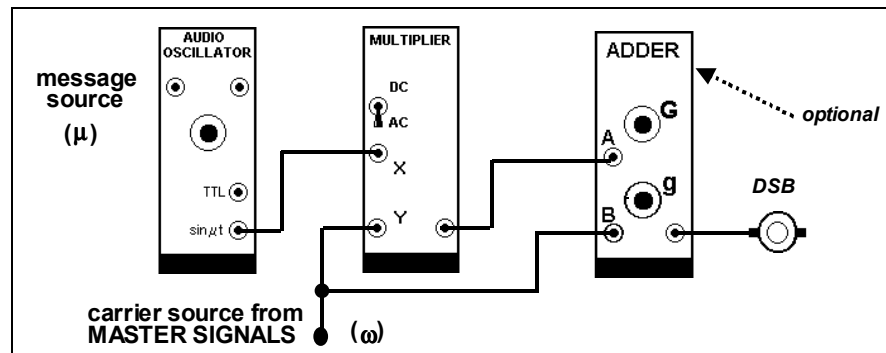 AUDIO
OSCILLATOR
message
source
(μ)
TTL
sinμt
MULTIPLIER
DC
AC
X
Y
ADDER
G
A
g
B
optional
DSB
carrier source from
MASTER SIGNALS
(ω)